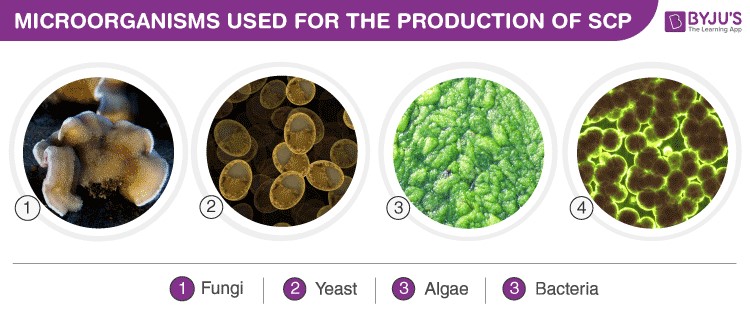 MICROORGANISMS USED FOR THE PRODUCTION OF SCP
BYJU'S
The Learning App
1
2
3
4
1 Fungi
2 Yeast
3 Algae
3 Bacteria